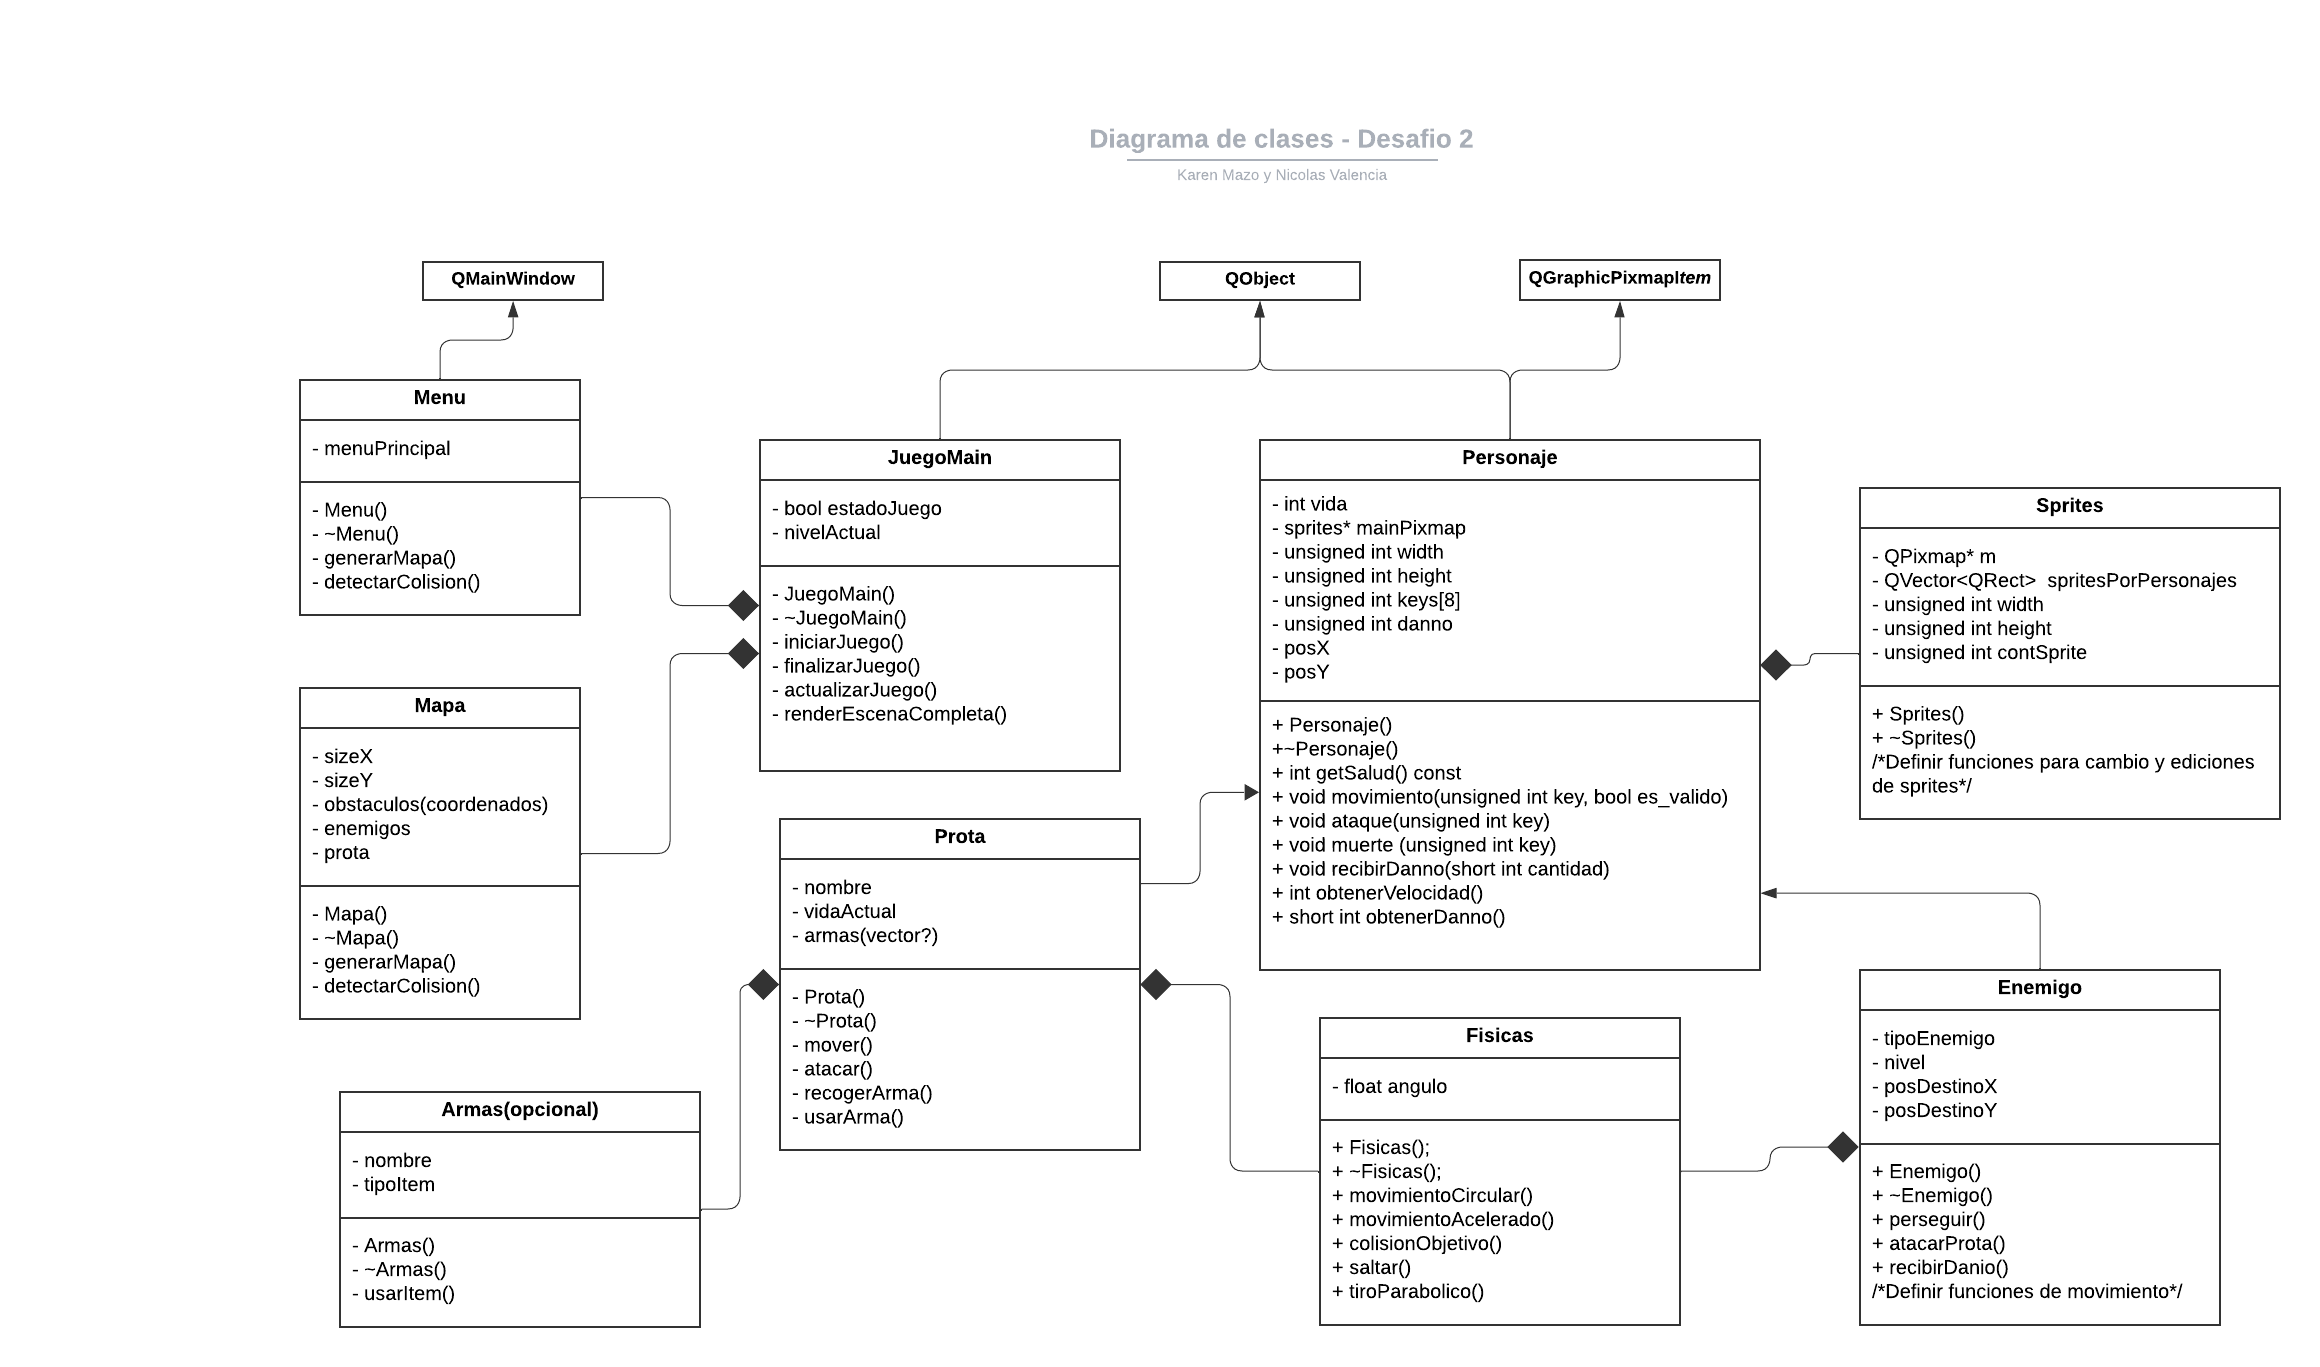 Diagrama de clases - Desafio 2
Karen Mazo y Nicolas Valencia
QMainWindow
QObject
QGraphicPixmapItem
Menu
- menuPrincipal
- Menu()
- ~Menu()
- generarMapa()
- detectarColision()
JuegoMain
- bool estadoJuego
- nivelActual
- JuegoMain()
- ~JuegoMain()
- iniciarJuego()
- finalizarJuego()
- actualizarJuego()
- renderEscenaCompleta()
Personaje
- int vida
- sprites* mainPixmap
- unsigned int width
- unsigned int height
- unsigned int keys[8]
- unsigned int danno
- posX
- posY
+ Personaje()
+~Personaje()
+ int getSalud() const
+ void movimiento(unsigned int key, bool es_valido)
+ void ataque(unsigned int key)
+ void muerte (unsigned int key)
+ void recibirDanno(short int cantidad)
+ int obtenerVelocidad()
+ short int obtenerDanno()
Sprites
- QPixmap* m
- QVector<QRect>  spritesPorPersonajes
- unsigned int width
- unsigned int height
- unsigned int contSprite
+ Sprites()
+ ~Sprites()
/*Definir funciones para cambio y ediciones
de sprites*/
Mapa
- sizeX
- sizeY
- obstaculos(coordenados)
- enemigos
- prota
- Mapa()
- ~Mapa()
- generarMapa()
- detectarColision()
Prota
- nombre
- vidaActual
- armas(vector?)
- Prota()
- ~Prota()
- mover()
- atacar()
- recogerArma()
- usarArma()
Armas(opcional)
- nombre
- tipoItem
- Armas()
- ~Armas()
- usarItem()
Fisicas
- float angulo
+ Fisicas();
+ ~Fisicas();
+ movimientoCircular()
+ movimientoAcelerado()
+ colisionObjetivo()
+ saltar()
+ tiroParabolico()
Enemigo
- tipoEnemigo
- nivel
- posDestinoX
- posDestinoY
+ Enemigo()
+ ~Enemigo()
+ perseguir()
+ atacarProta()
+ recibirDanio()
/*Definir funciones de movimiento*/